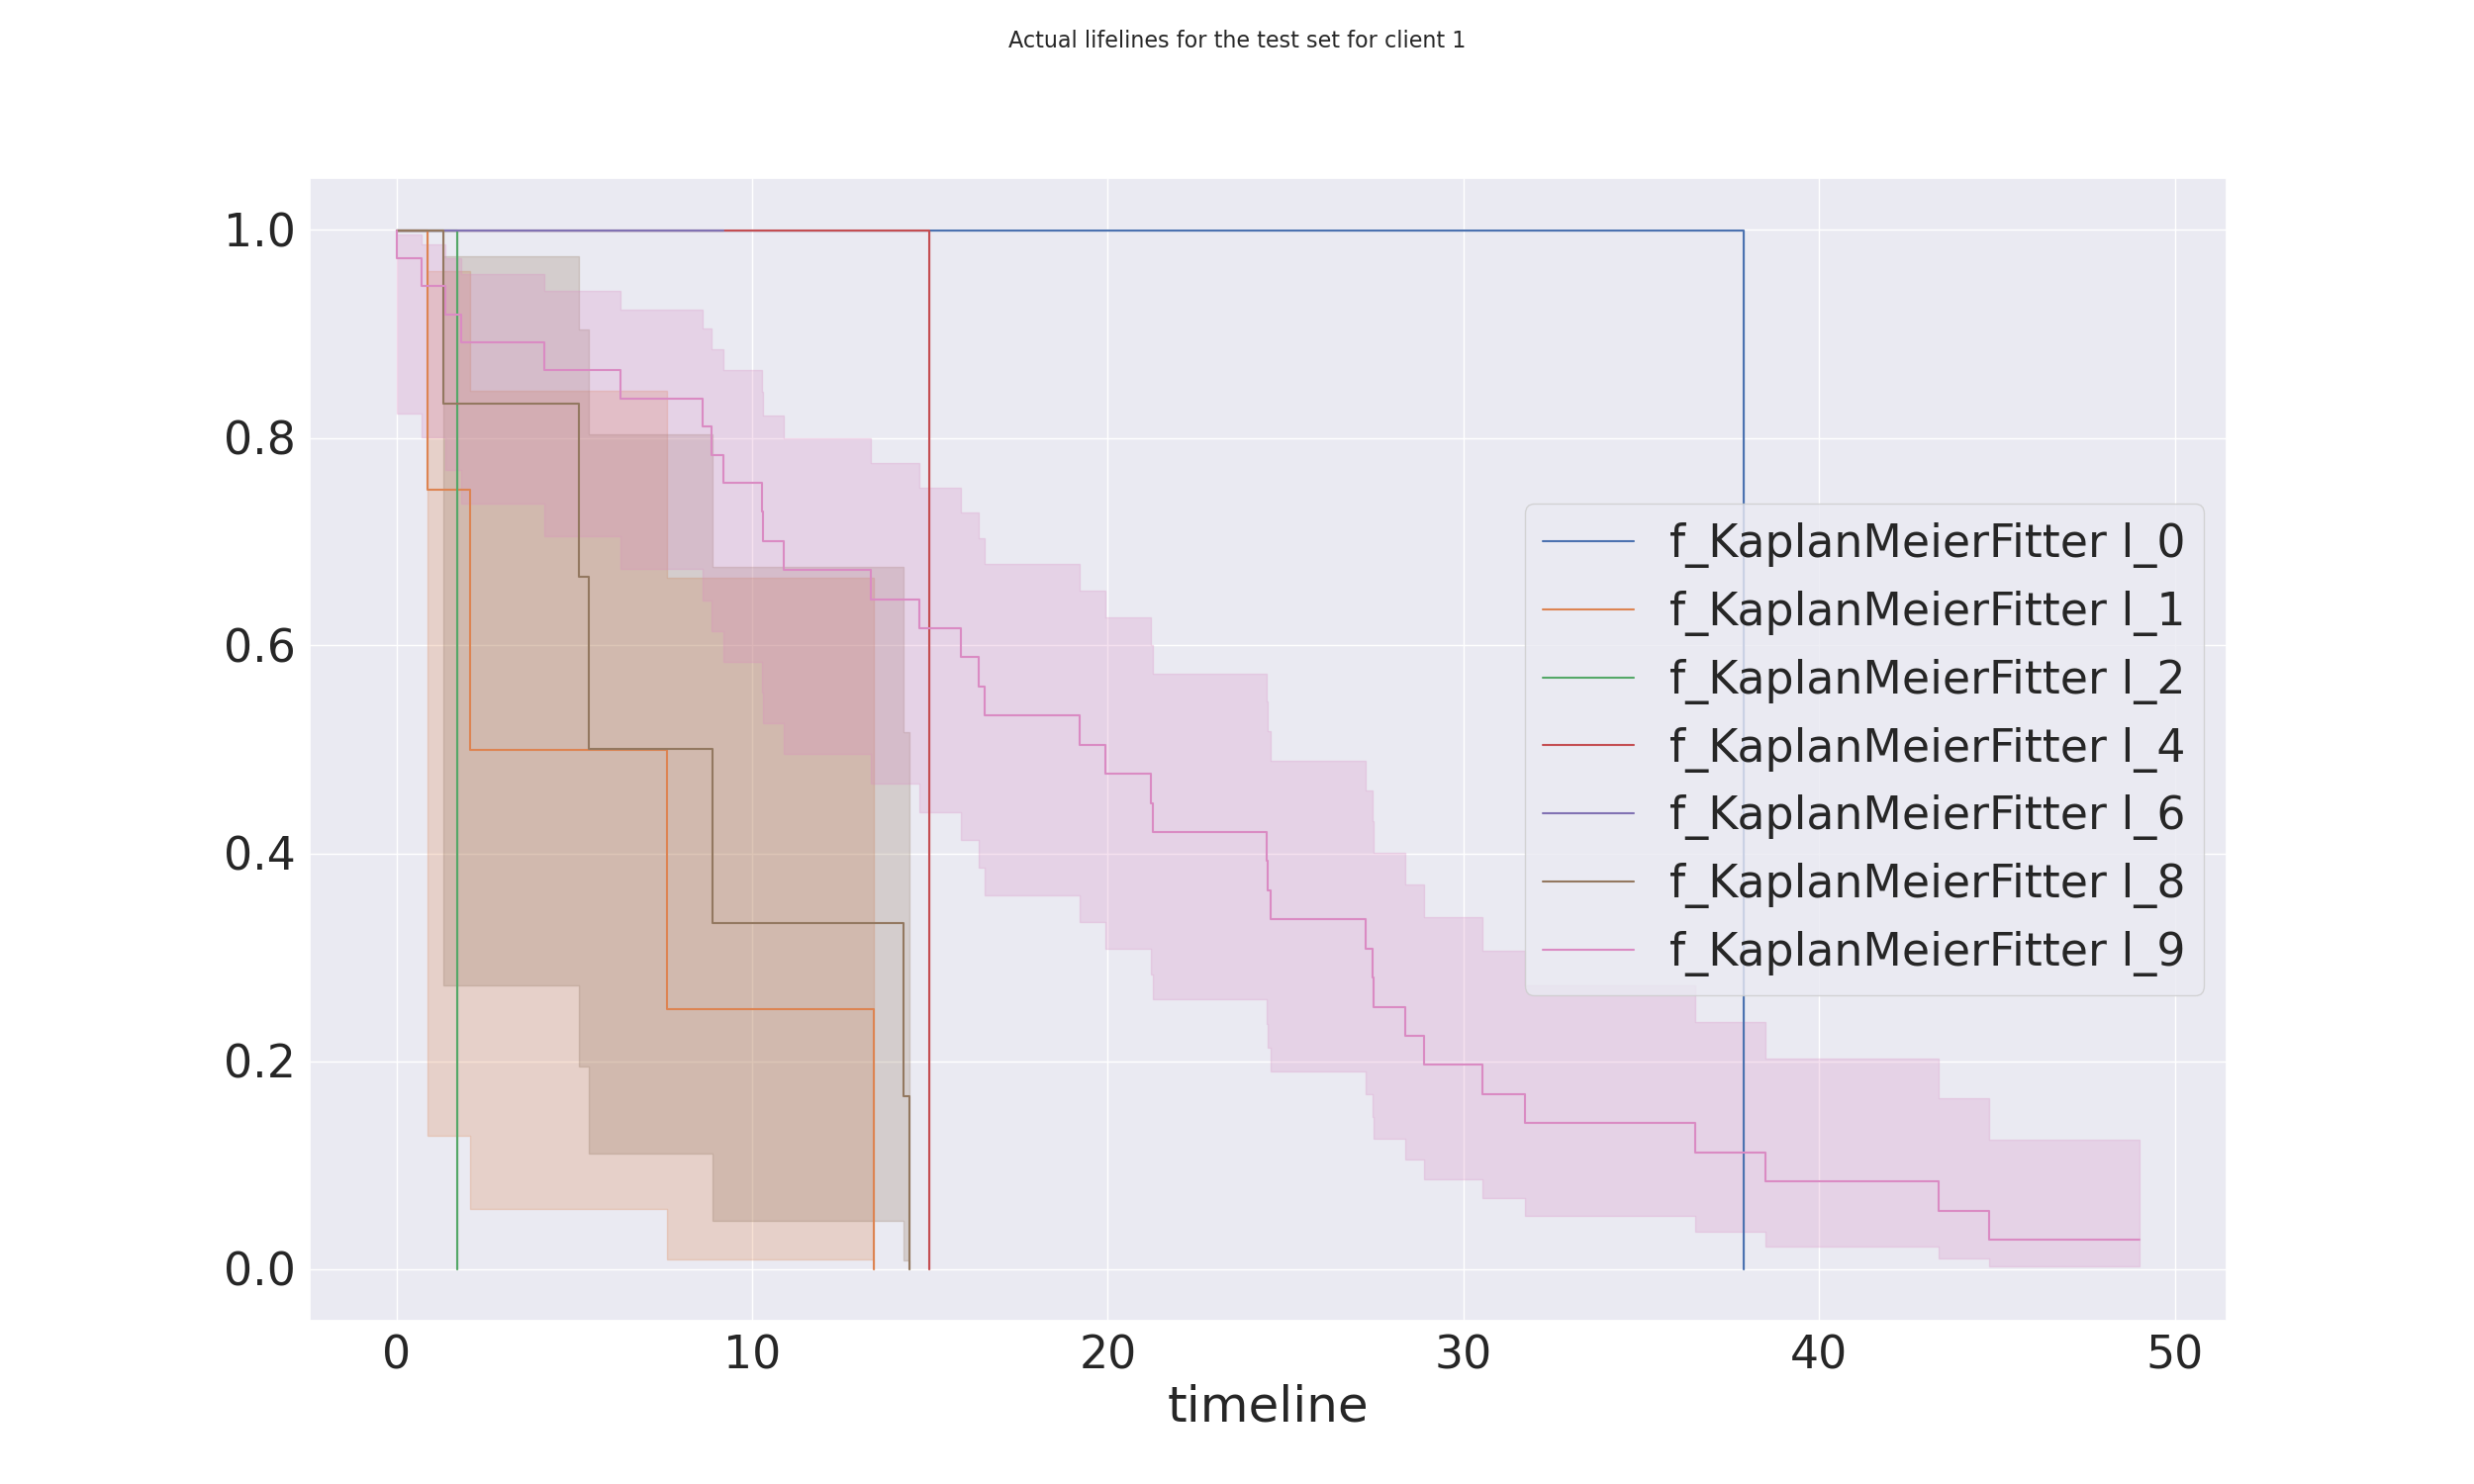 Actual lifelines for the test set for client 1
1.0
0.8
0.6
0.4
0.2
0.0
f_KaplanMeierFitter l_0
f_KaplanMeierFitter l_1
f_KaplanMeierFitter l_2
f_KaplanMeierFitter l_4
f_KaplanMeierFitter l_6
f_KaplanMeierFitter l_8
f_KaplanMeierFitter l_9
0 10 20 30 40 50
timeline